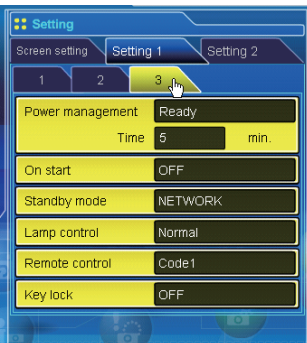 Setting
Screen setting Setting 1 Setting 2
1 2 3
Power management Ready
Time 5 min.
On start OFF
Standby mode NETWORK
Lamp control Normal
Remote control Code1
Key lock OFF